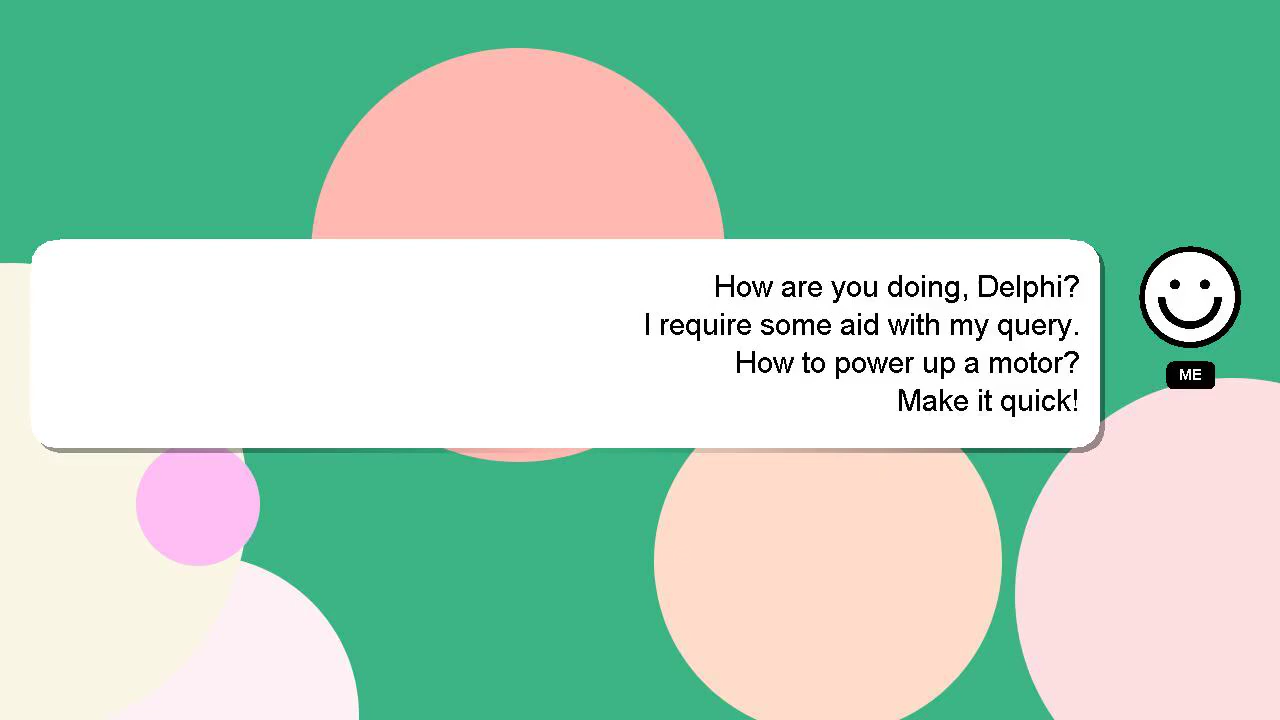 How are you doing, Delphi?
I require some aid with my query.
How to power up a motor?
Make it quick!
ME